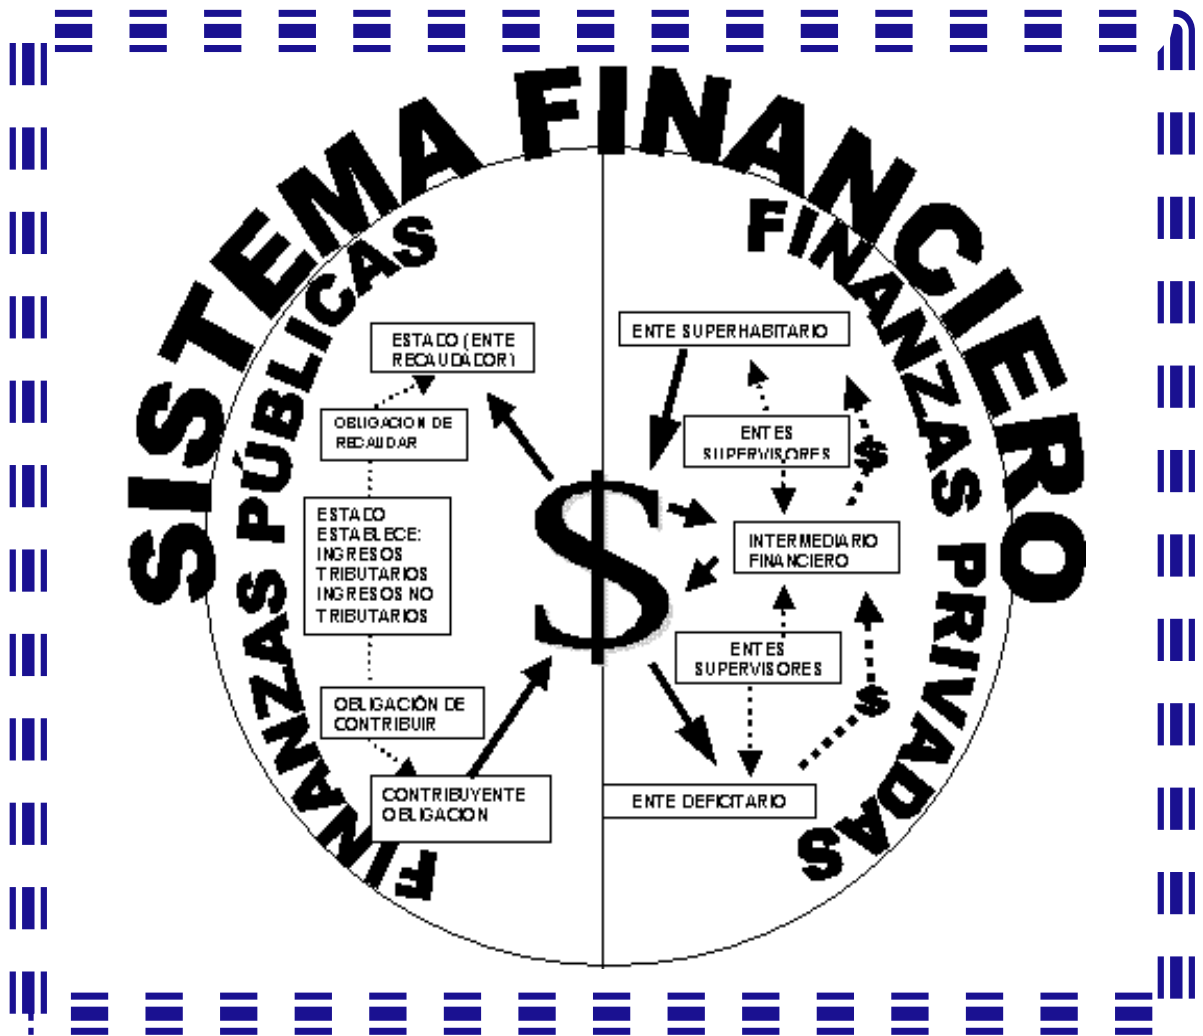 SISTEMA FINANCIERO
FINANZAS PÚBLICAS
FINANZAS PRIVADAS
ESTADO (ENTE
RECAUDADOR)
OBLIGACION DE
RECAUDAR
ESTADO
ESTABLECE:
INGRESOS
TRIBUTARIOS
INGRESOS NO
TRIBUTARIOS
OBLIGACIÓN DE
CONTRIBUIR
CONTRIBUYENTE
OBLIGACION
$
ENTE SUPERHABITARIO
ENTES
SUPERVISORES
$
INTERMEDIARIO
FINANCIERO
ENTES
SUPERVISORES
$
ENTE DEFICITARIO